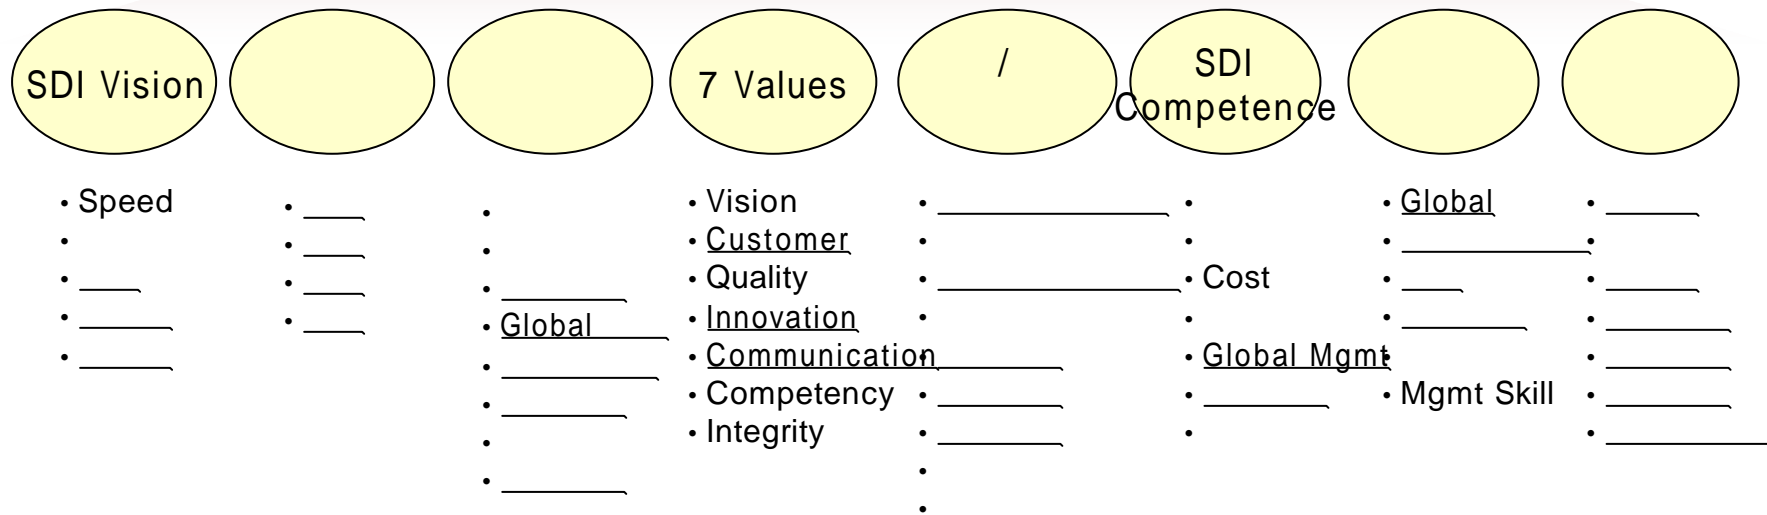 SDI Vision
7 Values
/
SDI
Competence
• Speed
•
•
•
•
•
•
•
•
•
•
•
• Global
•
•
•
•
• Vision
• Customer
• Quality
• Innovation
• Communication
• Competency
• Integrity
•
•
•
•
•
•
•
•
•
•
•
• Cost
•
• Global Mgmt
•
•
• Global
•
•
•
•
• Mgmt Skill
•
•
•
•
•
•
•